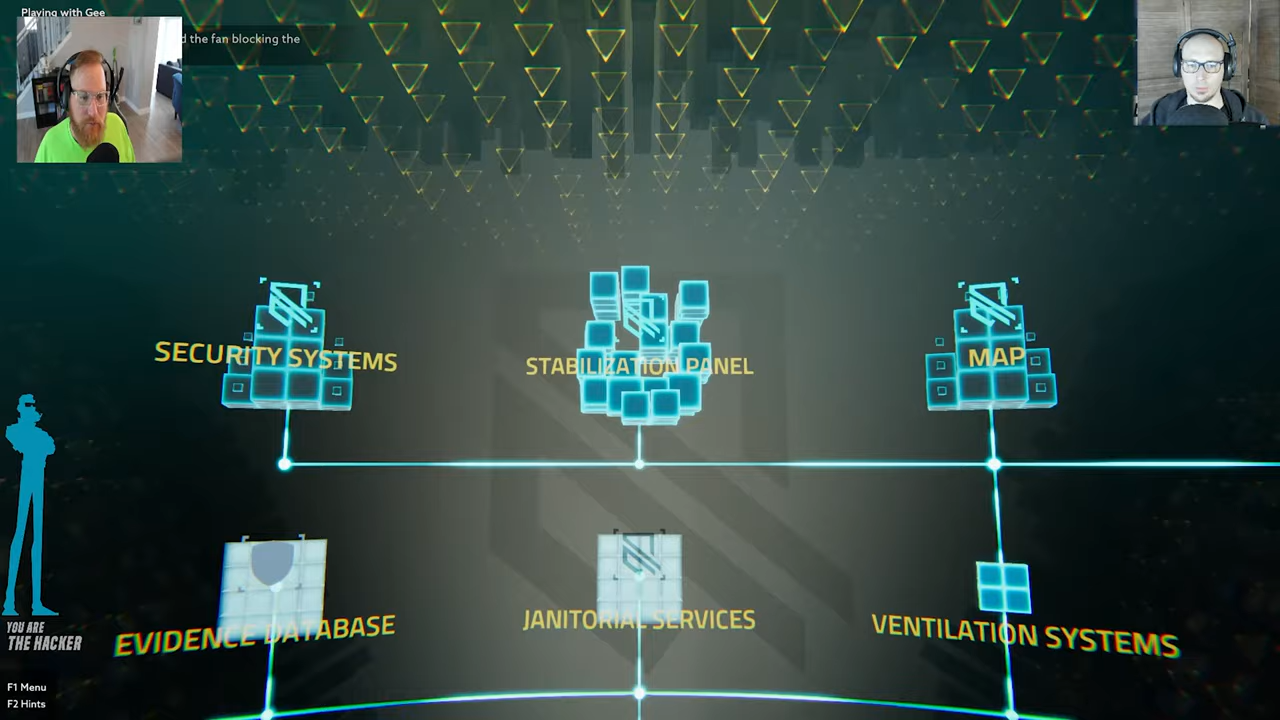 Playing with Gee
d the fan blocking the
SECURITY SYSTEMS
STABILIZATION PANEL
MAP
EVIDENCE DATABASE
JANITORIAL SERVICES
VENTILATION SYSTEMS
YOU ARE
THE HACKER
F1 Menu
F2 Hints